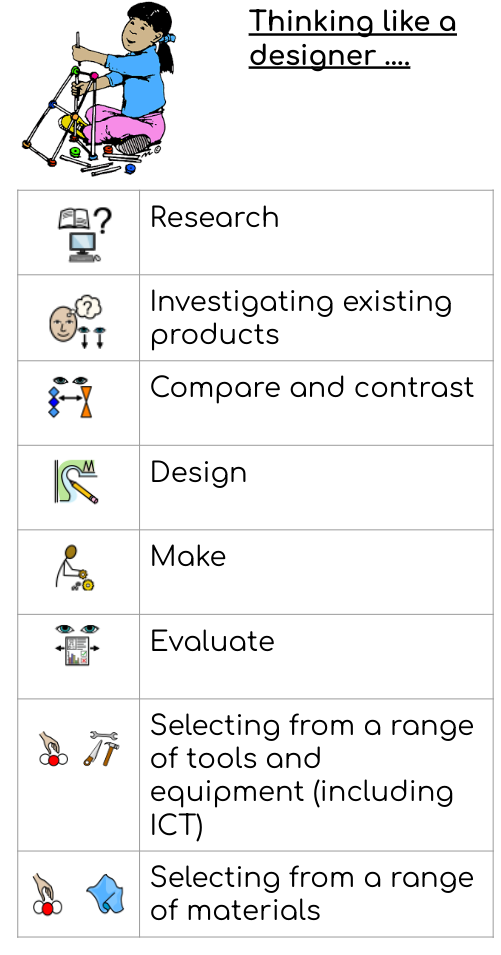 Thinking like a
designer ....
Research
Investigating existing
products
Compare and contrast
Design
Make
Evaluate
Selecting from a range
of tools and
equipment (including
ICT)
Selecting from a range
of materials